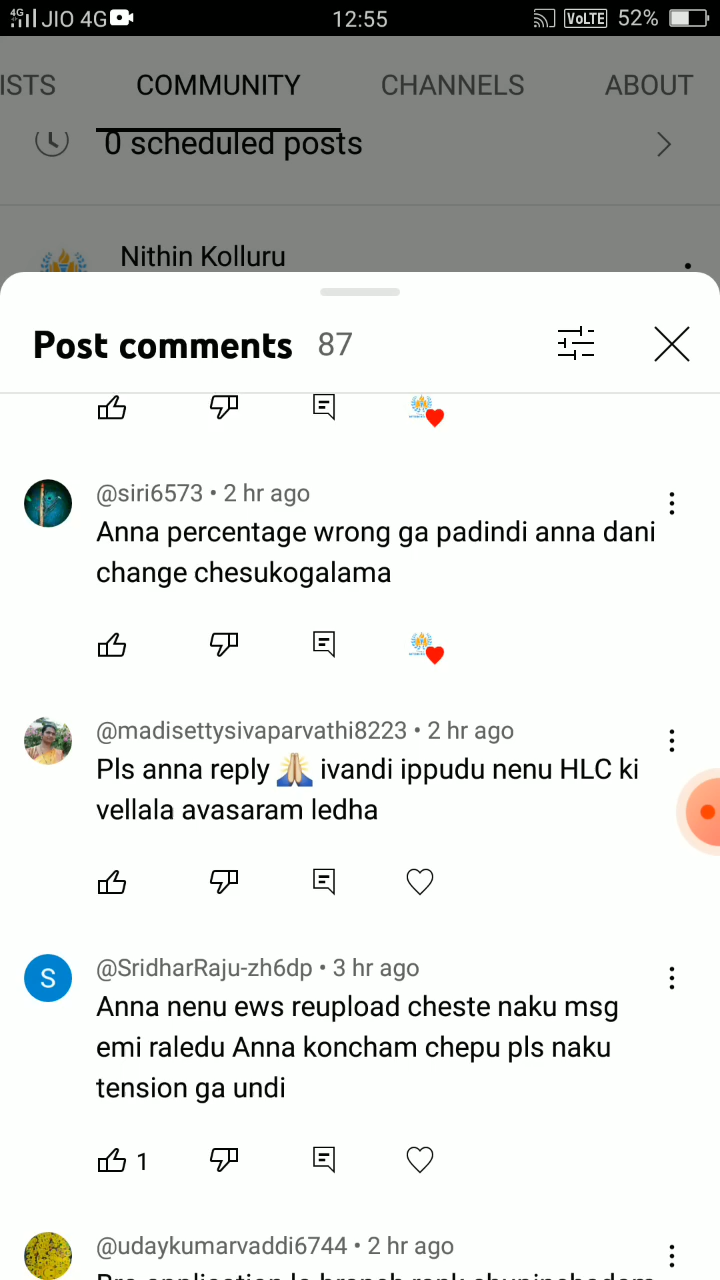 4G JIO 4G 12:55 VoLTE 52%
ISTS COMMUNITY CHANNELS ABOUT
0 scheduled posts
Nithin Kolluru
Post comments 87
@siri6573 • 2 hr ago
Anna percentage wrong ga padindi anna dani
change chesukogalama
@madisettysivaparvathi8223 • 2 hr ago
Pls anna reply 🙏 ivandi ippudu nenu HLC ki
vellala avasaram ledha
S
@SridharRaju-zh6dp • 3 hr ago
Anna nenu ews reupload cheste naku msg
emi raledu Anna koncham chepu pls naku
tension ga undi
1
@udaykumarvaddi6744 • 2 hr ago